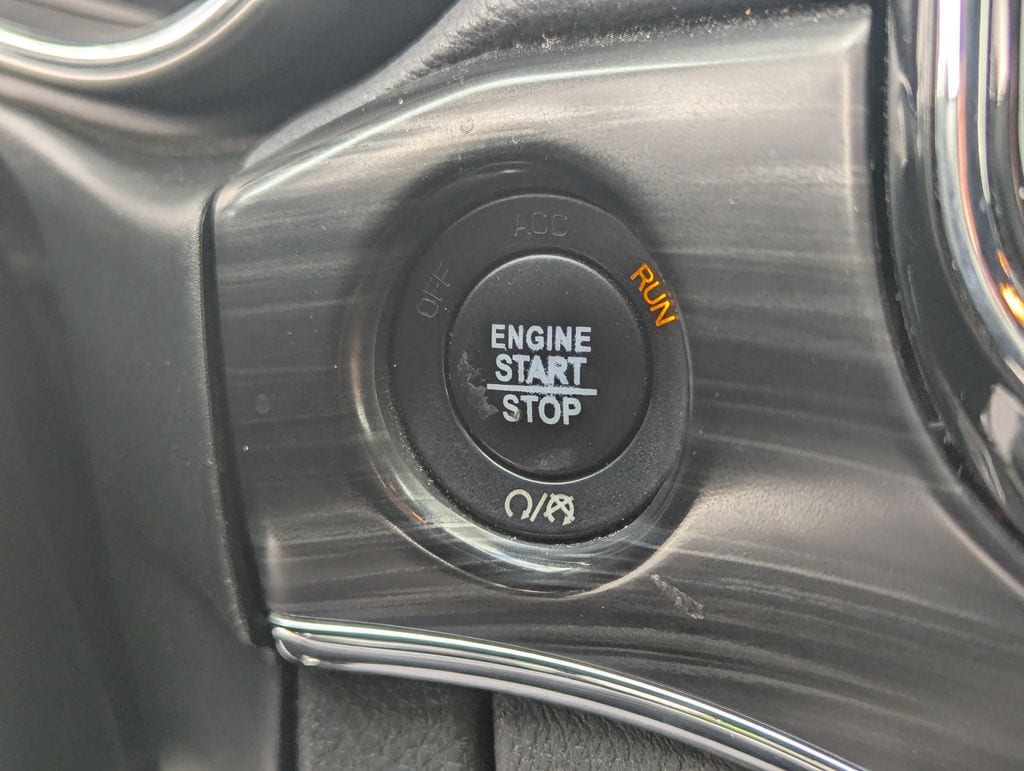 ACC
OFF
RUN
ENGINE
START
STOP